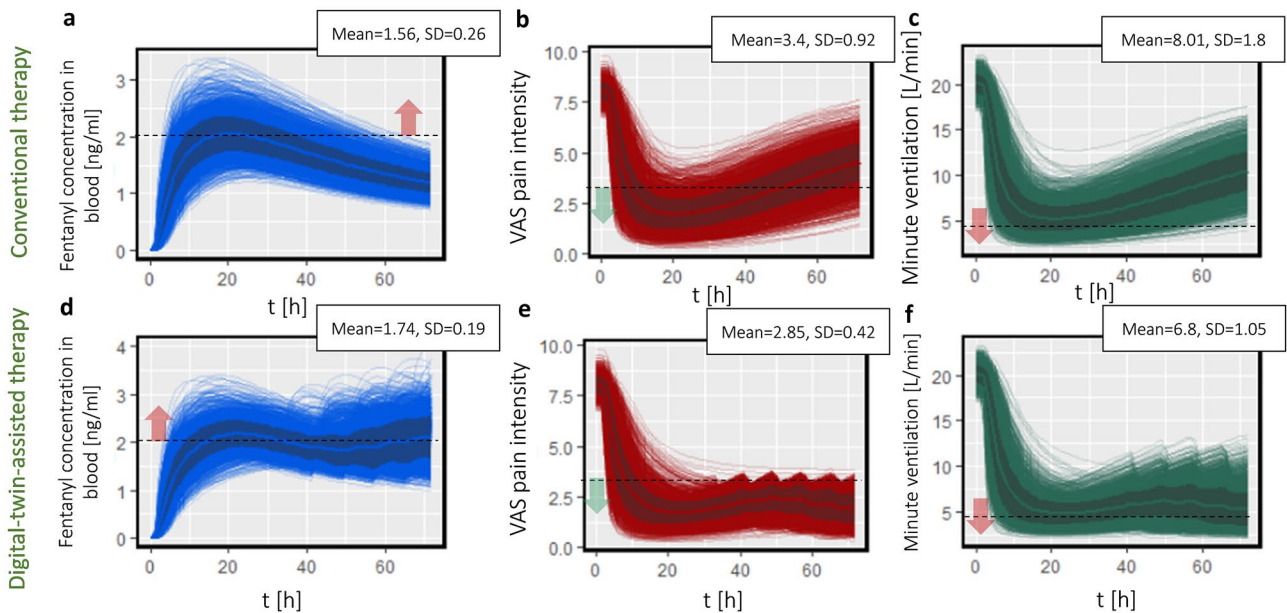 Conventional therapy
a
Mean=1.56, SD=0.26
Fentanyl concentration in
blood [ng/ml]
3
2
1
0
0
20
40
60
t [h]
b
Mean=3.4, SD=0.92
VAS pain intensity
10.0
7.5
5.0
2.5
0.0
0
20
40
60
t [h]
c
Mean=8.01, SD=1.8
Minute ventilation [L/min]
20
15
10
5
0
20
40
60
t [h]
Digital-twin-assisted therapy
d
Mean=1.74, SD=0.19
Fentanyl concentration in
blood [ng/ml]
4
3
2
1
0
0
20
40
60
t [h]
e
Mean=2.85, SD=0.42
VAS pain intensity
10.0
7.5
5.0
2.5
0.0
0
20
40
60
t [h]
f
Mean=6.8, SD=1.05
Minute ventilation [L/min]
20
15
10
5
0
20
40
60
t [h]